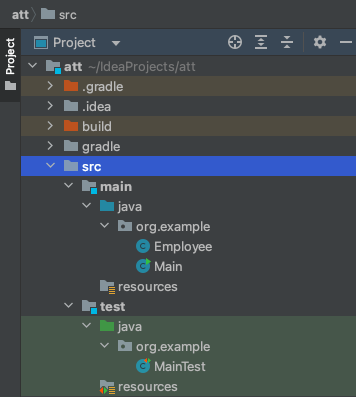 att src
Project
Project
att ~/IdeaProjects/att
.gradle
.idea
build
gradle
src
main
java
org.example
Employee
Main
resources
test
java
org.example
MainTest
resources